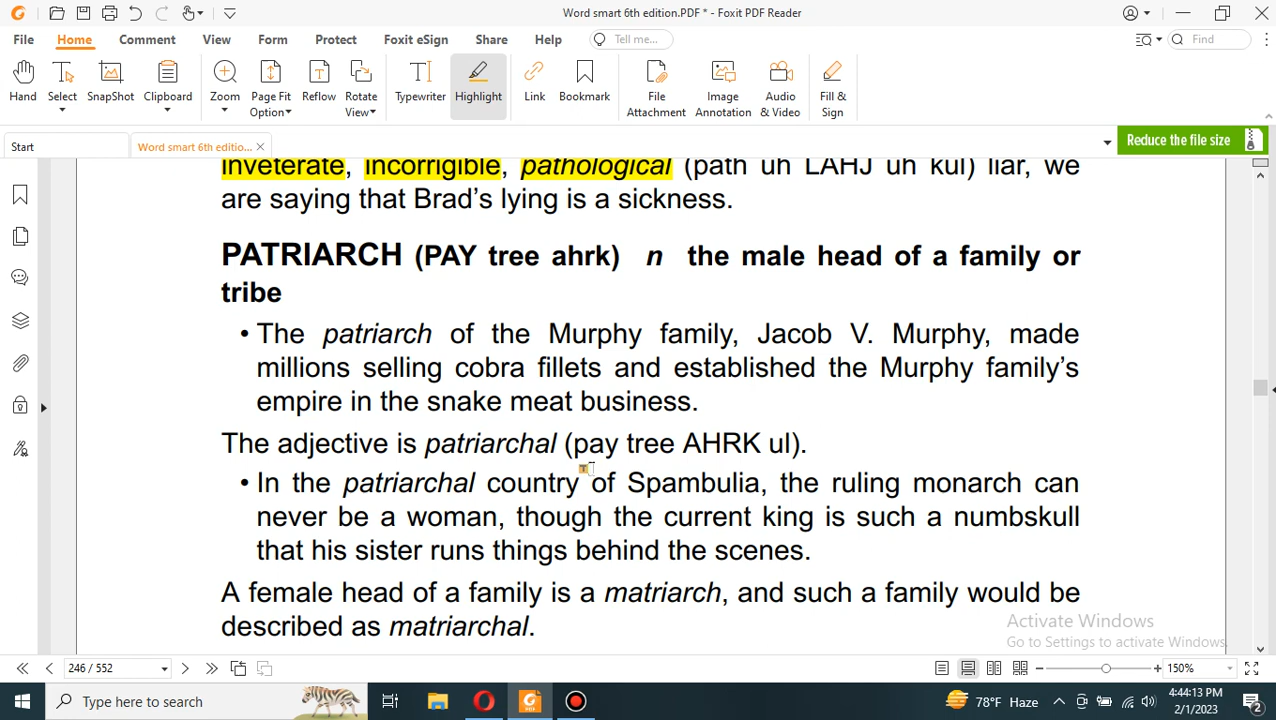 Word smart 6th edition.PDF * - Foxit PDF Reader
File Home Comment View Form Protect Foxit eSign Share Help Tell me... Find
Hand Select SnapShot Clipboard Zoom Page Fit Option Reflow Rotate View Typewriter Highlight Link Bookmark File Attachment Image Annotation Audio & Video Fill & Sign
Start Word smart 6th editio... Reduce the file size
inveterate, incorrigible, pathological (path uh LAHJ uh kul) liar, we
are saying that Brad's lying is a sickness.
PATRIARCH (PAY tree ahrk) n the male head of a family or
tribe
• The patriarch of the Murphy family, Jacob V. Murphy, made
millions selling cobra fillets and established the Murphy family's
empire in the snake meat business.
The adjective is patriarchal (pay tree AHRK ul).
• In the patriarchal country of Spambulia, the ruling monarch can
never be a woman, though the current king is such a numbskull
that his sister runs things behind the scenes.
A female head of a family is a matriarch, and such a family would be
described as matriarchal.
Activate Windows
Go to Settings to activate Windows.
246 / 552 150%
Type here to search 78°F Haze 4:44:13 PM
2/1/2023 2